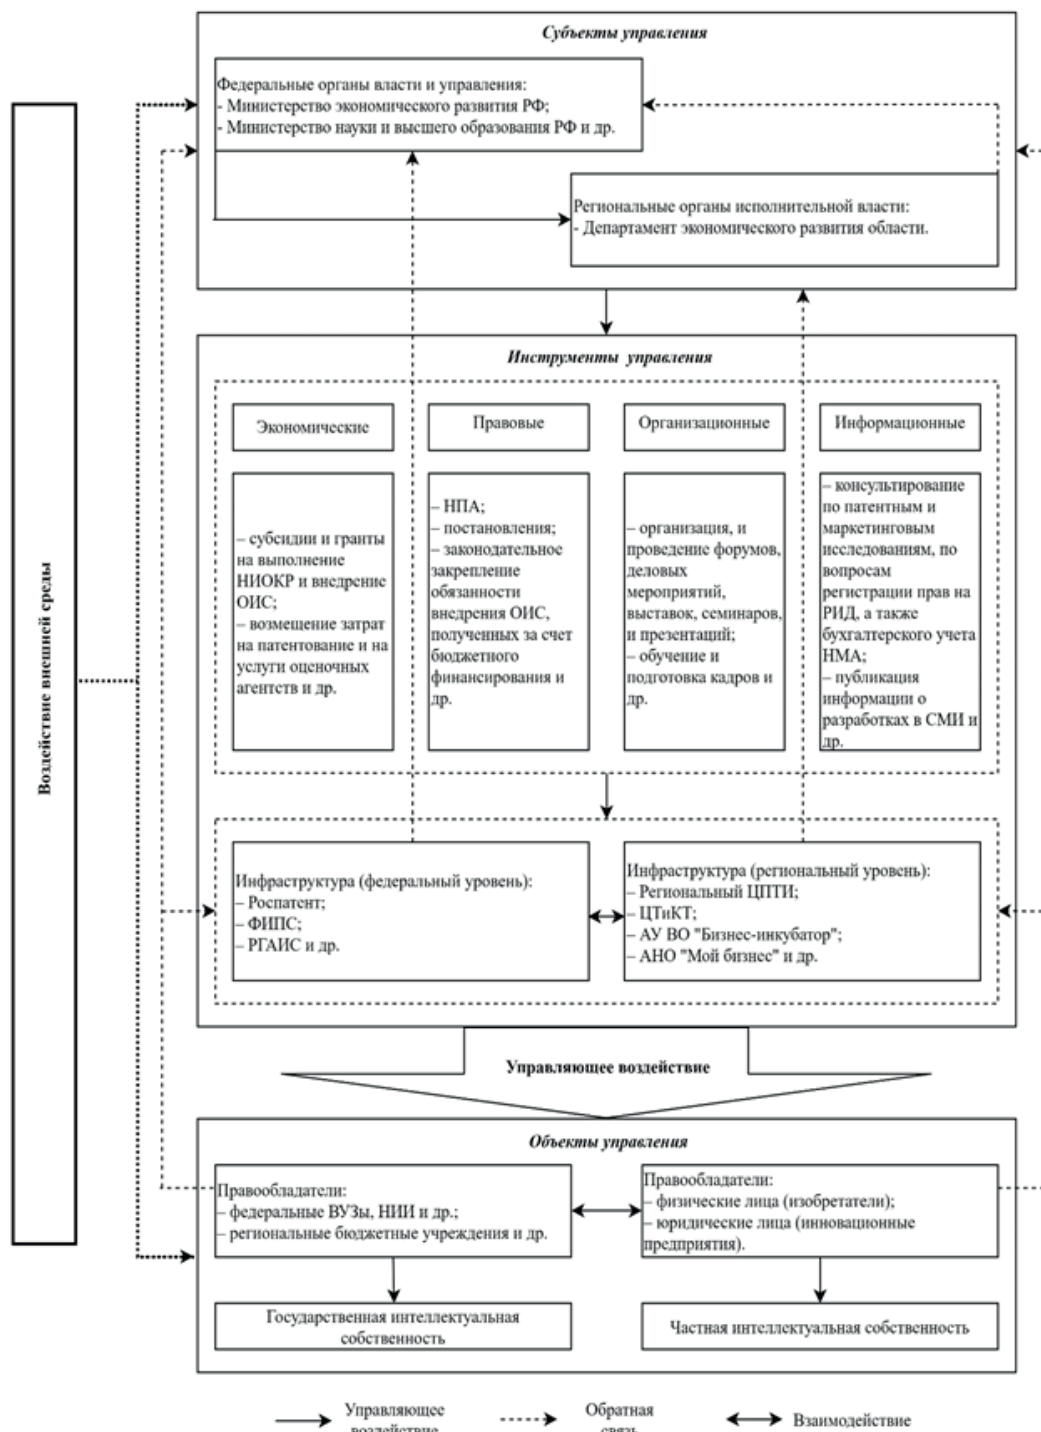 Субъекты управления
Федеральные органы власти и управления:
- Министерство экономического развития РФ;
- Министерство науки и высшего образования РФ и др.
Региональные органы исполнительной власти:
- Департамент экономического развития области.
Воздействие внешней среды
Инструменты управления
Экономические
– субсидии и гранты
на выполнение
НИОКР и внедрение
ОИС;
– возмещение затрат
на патентование и на
услуги оценочных
агентств и др.
Правовые
– НПА;
– постановления;
– законодательное
закрепление
обязанности
внедрения ОИС,
полученных за счет
бюджетного
финансирования и
др.
Организационные
– организация, и
проведение форумов,
деловых
мероприятий,
выставок, семинаров,
и презентаций;
– обучение и
подготовка кадров и
др.
Информационные
– консультирование
по патентным и
маркетинговым
исследованиям, по
вопросам
регистрации прав на
РИД, а также
бухгалтерского учета
НМА;
– публикация
информации о
разработках в СМИ и
др.
Инфраструктура (федеральный уровень):
– Роспатент;
– ФИПС;
– РГАИС и др.
Инфраструктура (региональный уровень):
– Региональный ЦПТИ;
– ЦТиКТ;
– АУ ВО "Бизнес-инкубатор";
– АНО "Мой бизнес" и др.
Управляющее воздействие
Объекты управления
Правообладатели:
– федеральные ВУЗы, НИИ и др.;
– региональные бюджетные учреждения и др.
Правообладатели:
– физические лица (изобретатели);
– юридические лица (инновационные
предприятия).
Государственная интеллектуальная
собственность
Частная интеллектуальная собственность
Управляющее
воздействие
Обратная
связь
Взаимодействие